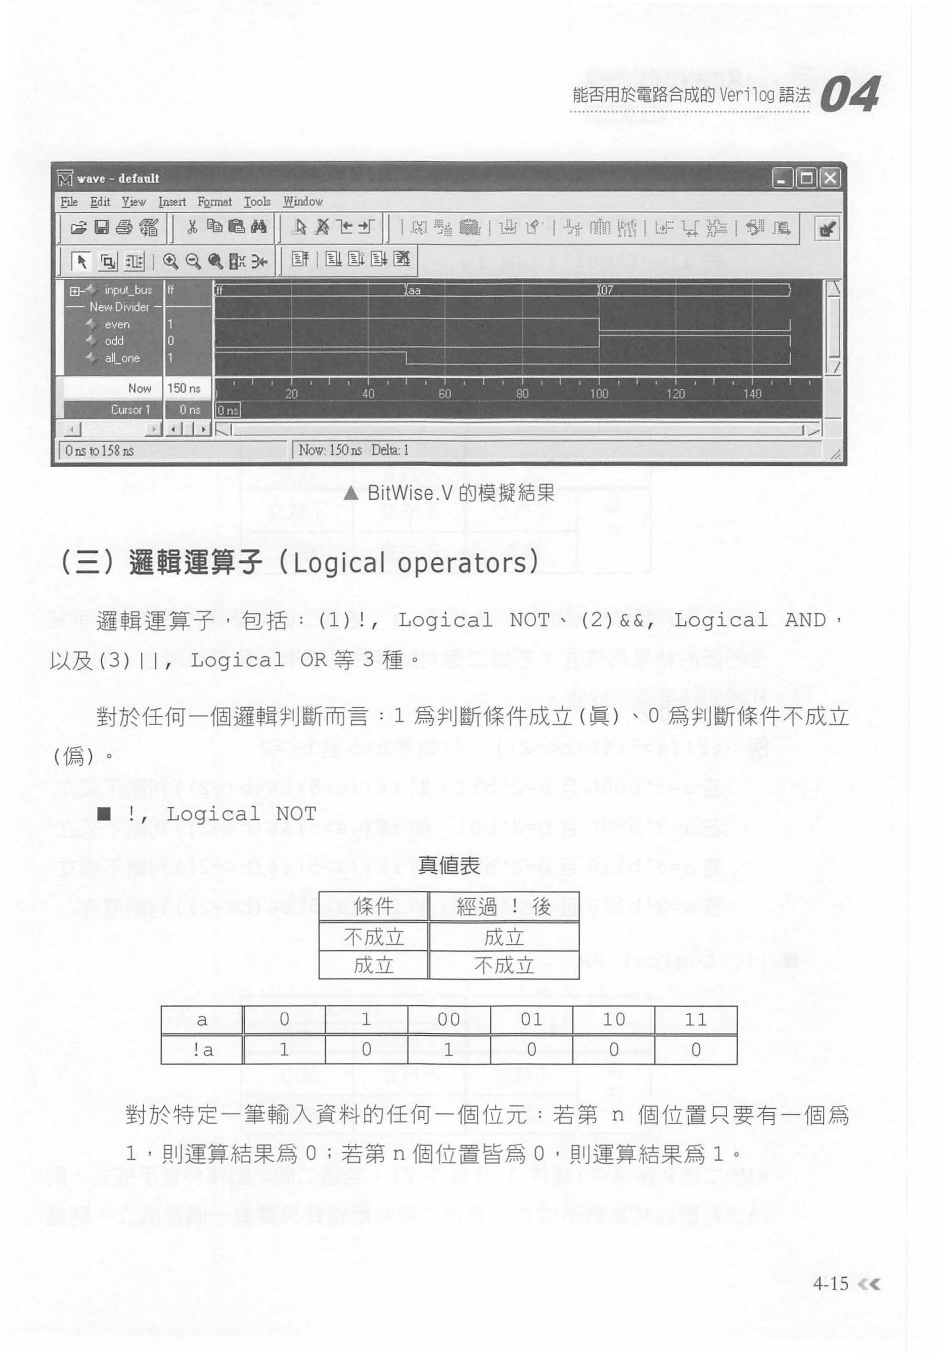 能否用於電路合成的 Verilog 語法 04
wave - default
File Edit View Insert Format Tools Window
input_bus ff ff aa 07
New Divider
even 1
odd 0
all_one 1
Now 150 ns 20 40 60 80 100 120 140
Cursor 1 0 ns 0 ns
0 ns to 158 ns Now: 150 ns Delta: 1
▲ BitWise.V 的模擬結果
(三) 邏輯運算子 (Logical operators)
邏輯運算子，包括：(1)!, Logical NOT、(2)&&, Logical AND，
以及(3)||, Logical OR 等 3 種。
對於任何一個邏輯判斷而言：1 為判斷條件成立(真)、0 為判斷條件不成立
(偽)。
■ !, Logical NOT
真值表
條件 經過 ! 後
不成立 成立
成立 不成立
a 0 1 00 01 10 11
!a 1 0 1 0 0 0
對於特定一筆輸入資料的任何一個位元：若第 n 個位置只要有一個為
1，則運算結果為 0；若第 n 個位置皆為 0，則運算結果為 1。
4-15